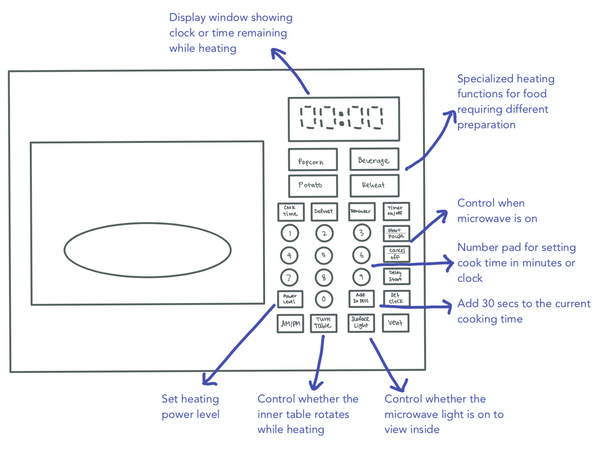 Display window showing
clock or time remaining
while heating
Specialized heating
functions for food
requiring different
preparation
00:00
Popcorn
Beverage
Potato
Reheat
Cook Time
Defrost
Reminder
Timer on/off
Control when
microwave is on
1
2
3
Start Pause
4
5
6
Cancel off
Number pad for setting
cook time in minutes or
clock
7
8
9
Delay Start
Power Level
0
Add 30 secs
Set Clock
Add 30 secs to the current
cooking time
AM/PM
Turn Table
Surface Light
Vent
Set heating
power level
Control whether the
inner table rotates
while heating
Control whether the
microwave light is on to
view inside